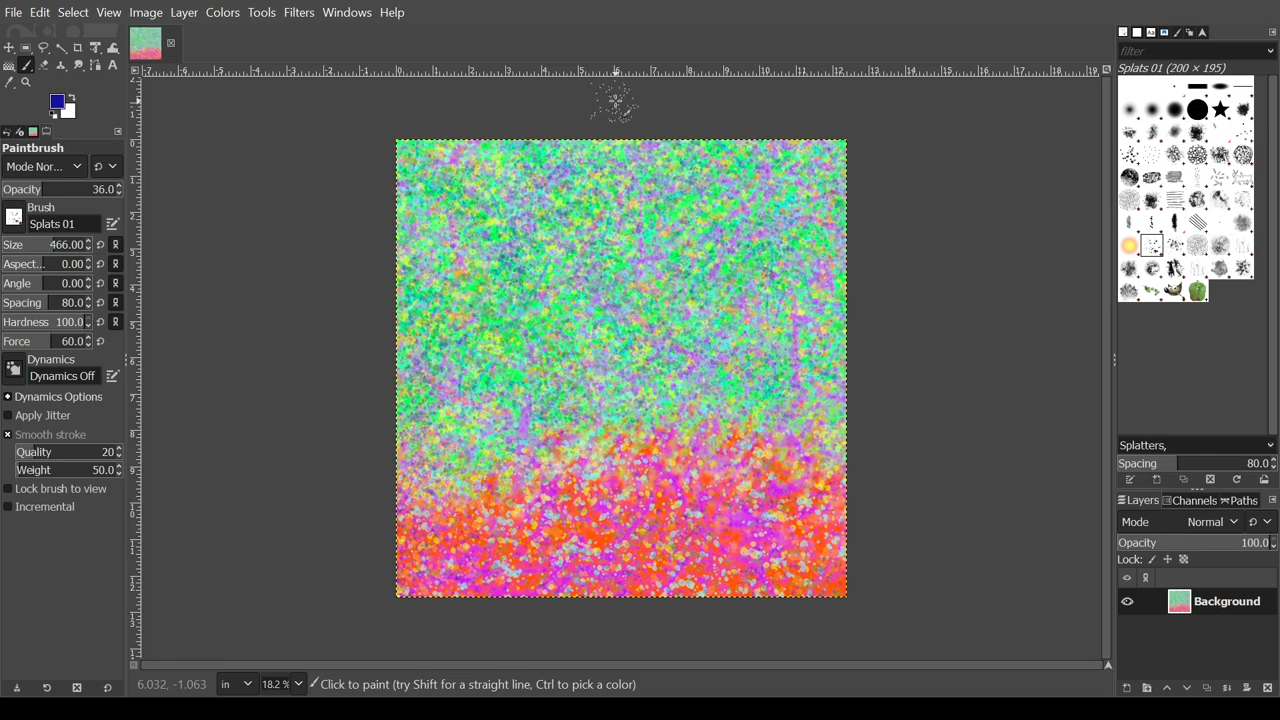 File Edit Select View Image Layer Colors Tools Filters Windows Help
Paintbrush
Mode Nor...
Opacity 36.0
Brush
Splats 01
Size 466.00
Aspect... 0.00
Angle 0.00
Spacing 80.0
Hardness 100.0
Force 60.0
Dynamics
Dynamics Off
Dynamics Options
Apply Jitter
Smooth stroke
Quality 20
Weight 50.0
Lock brush to view
Incremental
6.032, -1.063 in 18.2 % Click to paint (try Shift for a straight line, Ctrl to pick a color)
filter
Splats 01 (200 × 195)
Splatters,
Spacing 80.0
Layers Channels Paths
Mode Normal
Opacity 100.0
Lock:
Background